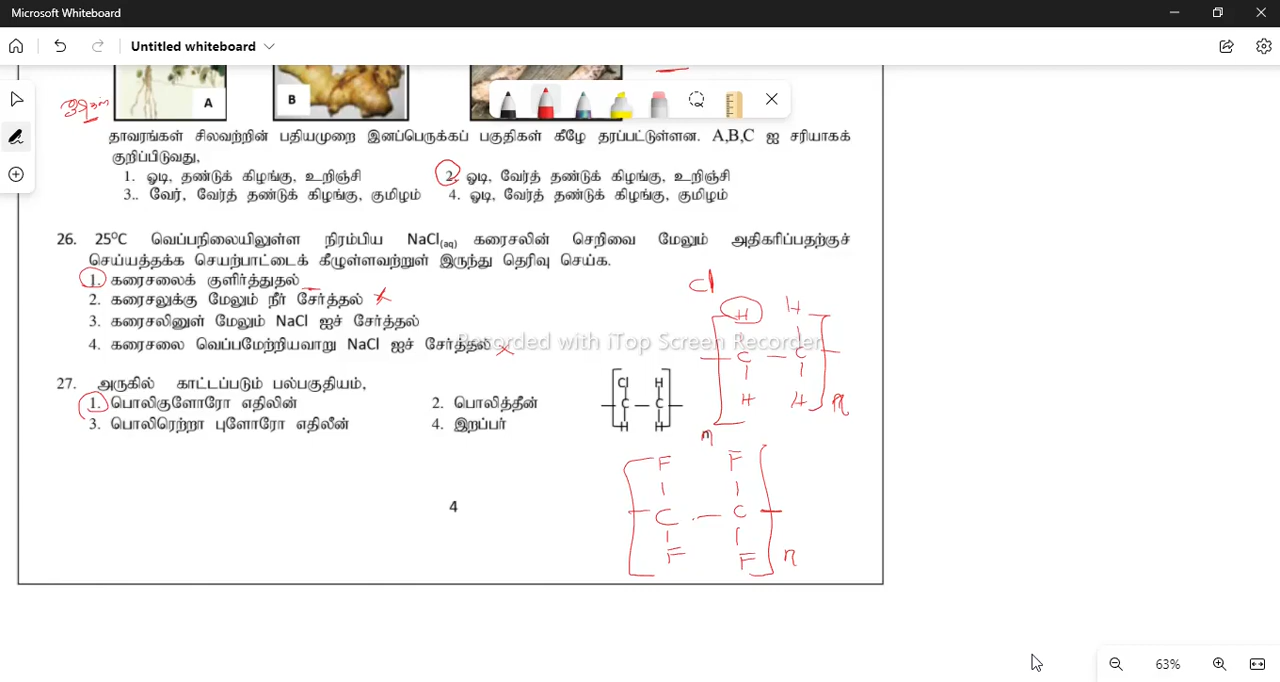 Microsoft Whiteboard
Untitled whiteboard
A
B
தாவரங்கள் சிலவற்றின் பதியமுறை இனப்பெருக்கப் பகுதிகள் கீழே தரப்பட்டுள்ளன. A,B,C ஐ சரியாகக்
குறிப்பிடுவது,
1. ஓடி, தண்டுக் கிழங்கு, உறிஞ்சி
2. ஓடி, வேர்த் தண்டுக் கிழங்கு, உறிஞ்சி
3.. வேர், வேர்த் தண்டுக் கிழங்கு, குமிழம்
4. ஓடி, வேர்த் தண்டுக் கிழங்கு, குமிழம்
26. 25⁰C வெப்பநிலையிலுள்ள நிரம்பிய NaCl(aq) கரைசலின் செறிவை மேலும் அதிகரிப்பதற்குச்
செய்யத்தக்க செயற்பாட்டைக் கீழுள்ளவற்றுள் இருந்து தெரிவு செய்க.
1. கரைசலைக் குளிர்த்துதல்
2. கரைசலுக்கு மேலும் நீர் சேர்த்தல்
3. கரைசலினுள் மேலும் NaCl ஐச் சேர்த்தல்
4. கரைசலை வெப்பமேற்றியவாறு NaCl ஐச் சேர்த்தல்
Recorded with iTop Screen Recorder
Cl
H H
C — C
H H
n
n
27. அருகில் காட்டப்படும் பல்பகுதியம்,
1. பொலிகுளோரோ எதிலின்
2. பொலித்தீன்
3. பொலிரெற்றா புளோரோ எதிலீன்
4. இறப்பர்
Cl H
C — C
H H
F F
C — C
F F
n
4
63%